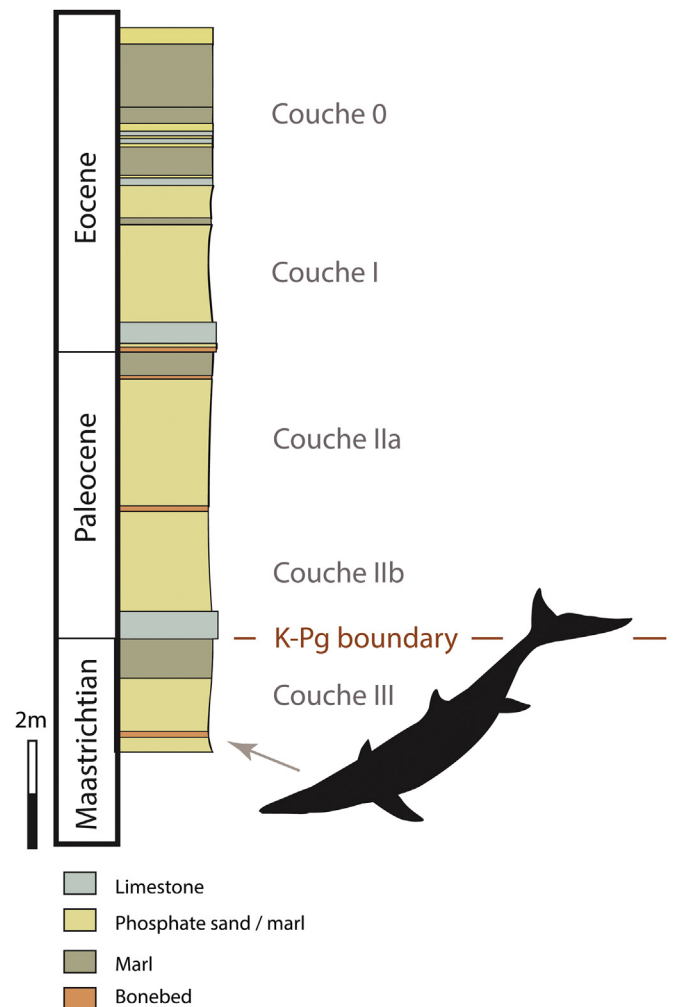 Eocene
Couche 0
Couche I
Paleocene
Couche IIa
Couche IIb
K-Pg boundary
Maastrichtian
Couche III
2m
Limestone
Phosphate sand / marl
Marl
Bonebed